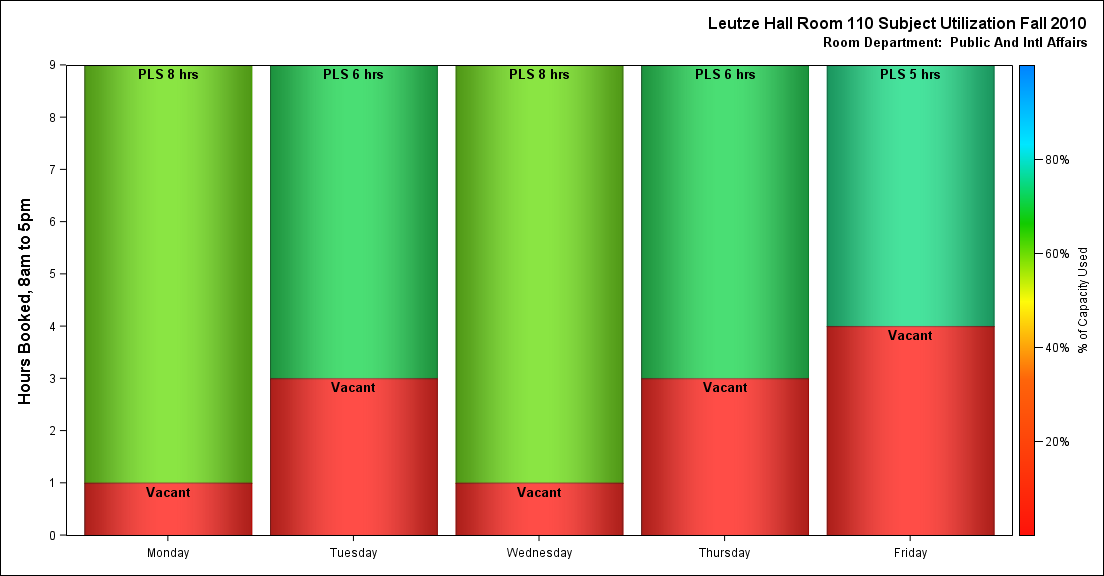 Leutze Hall Room 110 Subject Utilization Fall 2010
Room Department:  Public And Intl Affairs
Hours Booked, 8am to 5pm
9
8
7
6
5
4
3
2
1
0
PLS 8 hrs
PLS 6 hrs
PLS 8 hrs
PLS 6 hrs
PLS 5 hrs
Vacant
Vacant
Vacant
Vacant
Vacant
Monday
Tuesday
Wednesday
Thursday
Friday
80%
60%
40%
20%
% of Capacity Used